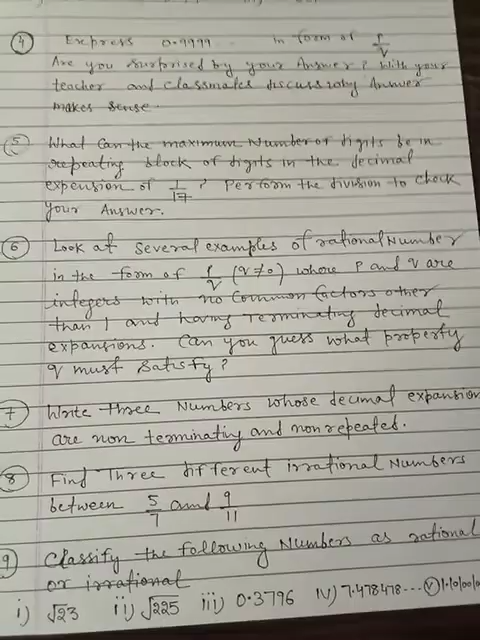 ④ Express 0.9999 in form of p/q
Are you surprised by your Answer? With your
teacher and classmates discuss why Answer
makes sense.
⑤ What can the maximum Number of digits be in
repeating block of digits in the decimal
expension of 1/17? Perform the division to check
your Answer.
⑥ Look at several examples of rational Number
in the form of p/q (q≠0) whose p and q are
integers with no common factors other
than 1 and having terminating decimal
expansions. Can you guess what property
q must satisfy?
⑦ Write three Numbers whose decimal expansion
are non terminating and non repeated.
⑧ Find Three different irrational Numbers
between 5/7 and 9/11
⑨ Classify the following Numbers as rational
or irrational
i) √23 ii) √225 iii) 0.3796 iv) 7.478478... ⓥ 1.10100